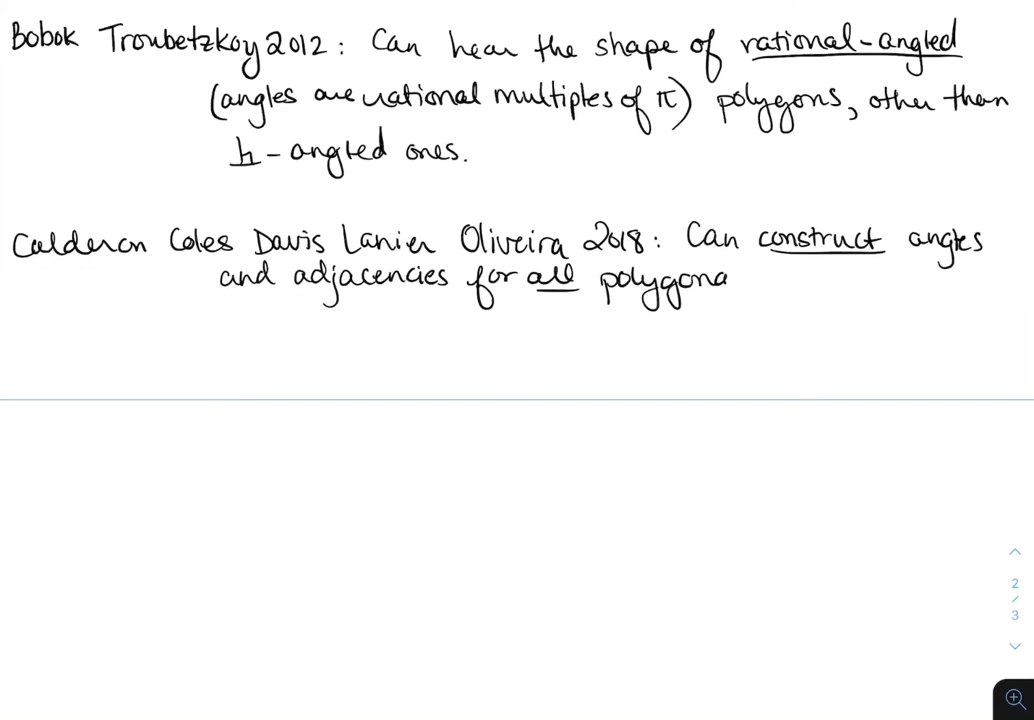 Bobok Troubetzkoy 2012: Can hear the shape of rational-angled
(angles are rational multiples of π) polygons, other than
h-angled ones.
Calderon Coles Davis Lanier Oliveira 2018: Can construct angles
and adjacencies for all polygona
2
/
3